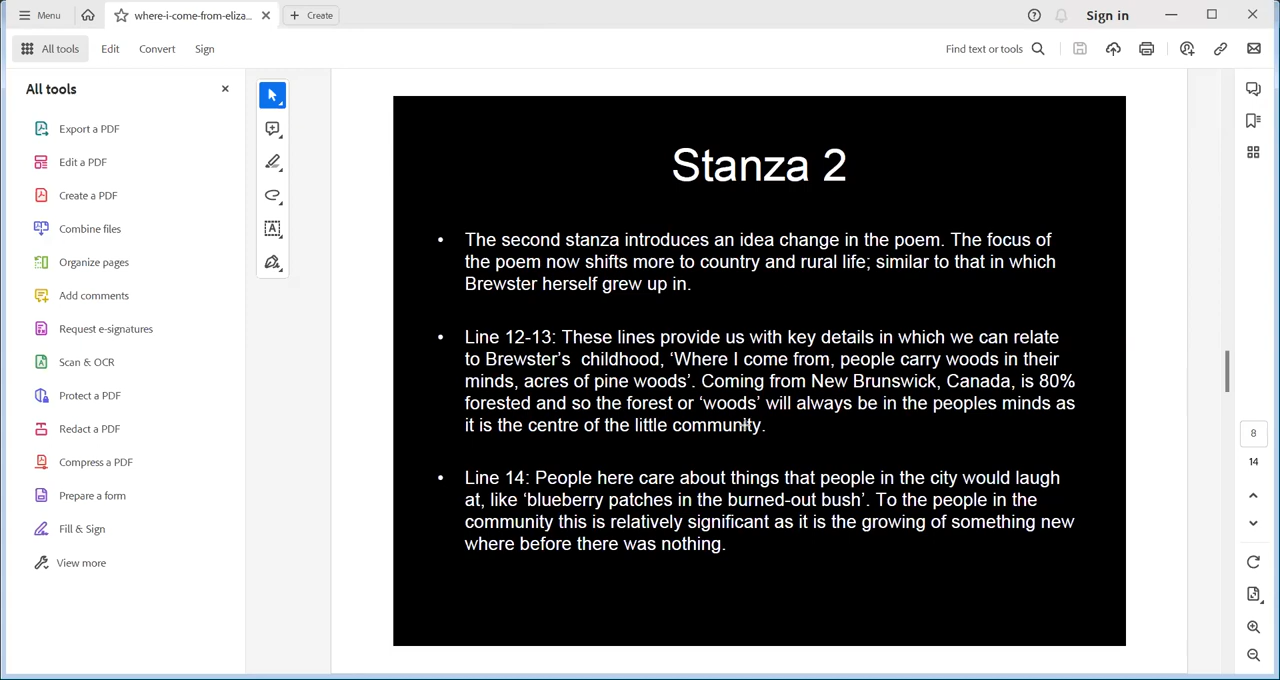 Menu
where-i-come-from-eliza...
Create
Sign in
All tools
Edit
Convert
Sign
Find text or tools
All tools
Export a PDF
Edit a PDF
Create a PDF
Combine files
Organize pages
Add comments
Request e-signatures
Scan & OCR
Protect a PDF
Redact a PDF
Compress a PDF
Prepare a form
Fill & Sign
View more
Stanza 2
• The second stanza introduces an idea change in the poem. The focus of
the poem now shifts more to country and rural life; similar to that in which
Brewster herself grew up in.
• Line 12-13: These lines provide us with key details in which we can relate
to Brewster's childhood, 'Where I come from, people carry woods in their
minds, acres of pine woods'. Coming from New Brunswick, Canada, is 80%
forested and so the forest or 'woods' will always be in the peoples minds as
it is the centre of the little community.
• Line 14: People here care about things that people in the city would laugh
at, like 'blueberry patches in the burned-out bush'. To the people in the
community this is relatively significant as it is the growing of something new
where before there was nothing.
8
14